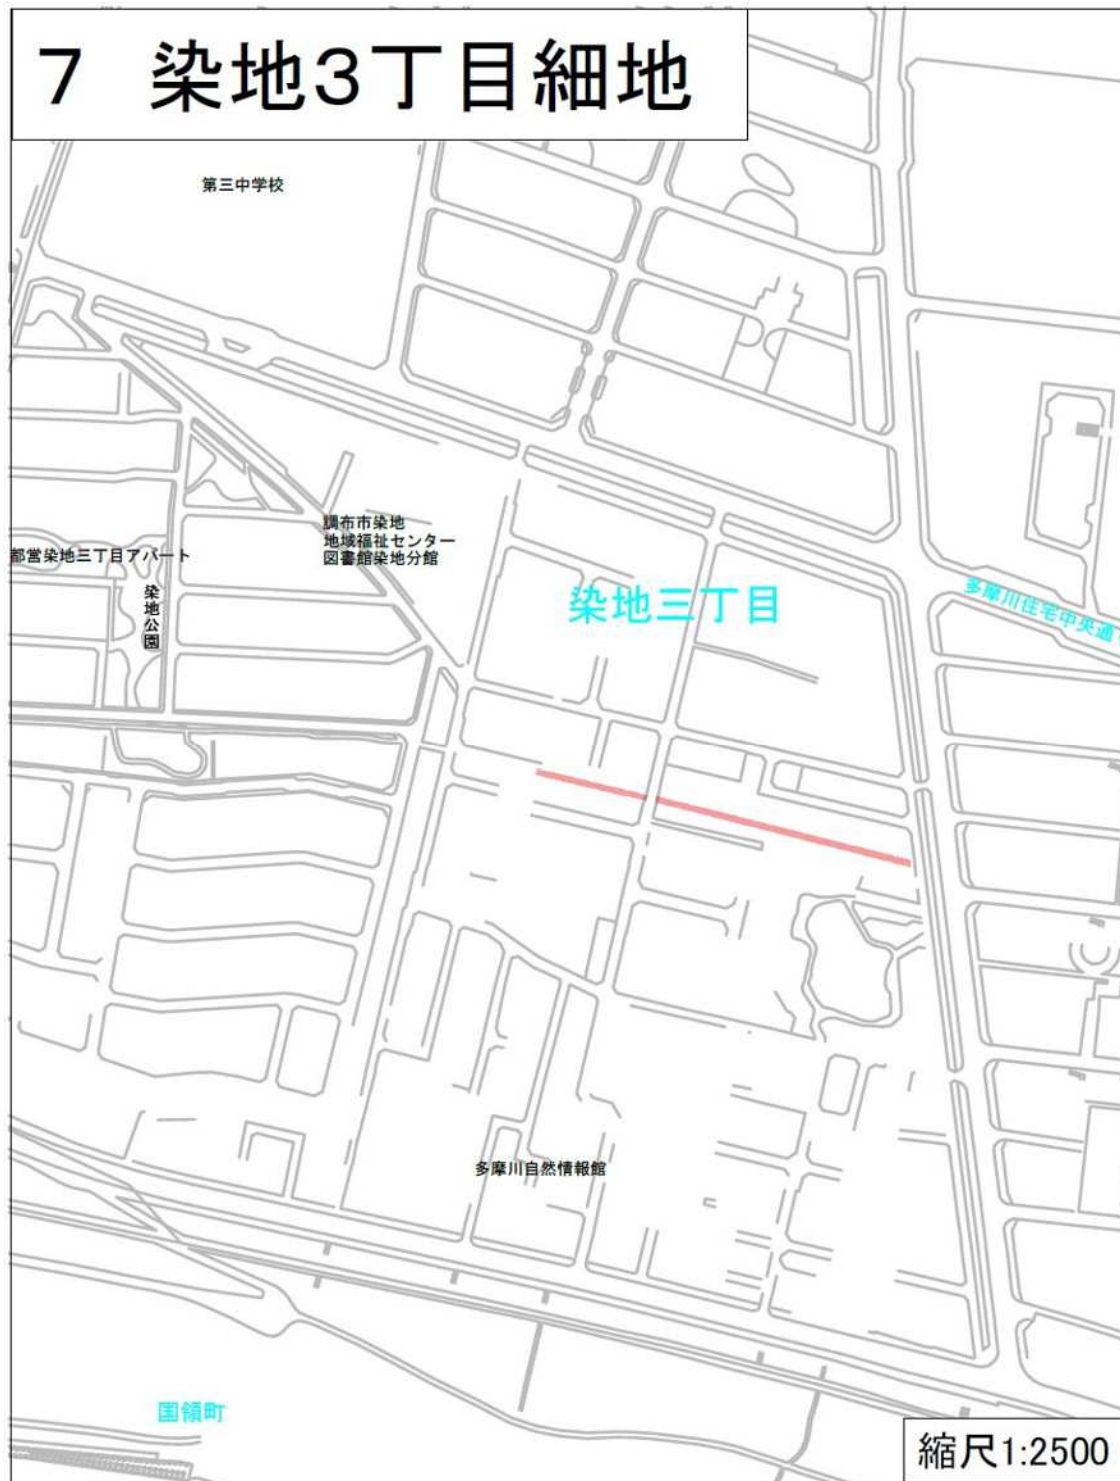 7 染地3丁目細地
第三中学校
調布市染地
地域福祉センター
図書館染地分館
都営染地三丁目アパート
染地公園
染地三丁目
多摩川住宅中央通
多摩川自然情報館
国領町
縮尺1:2500